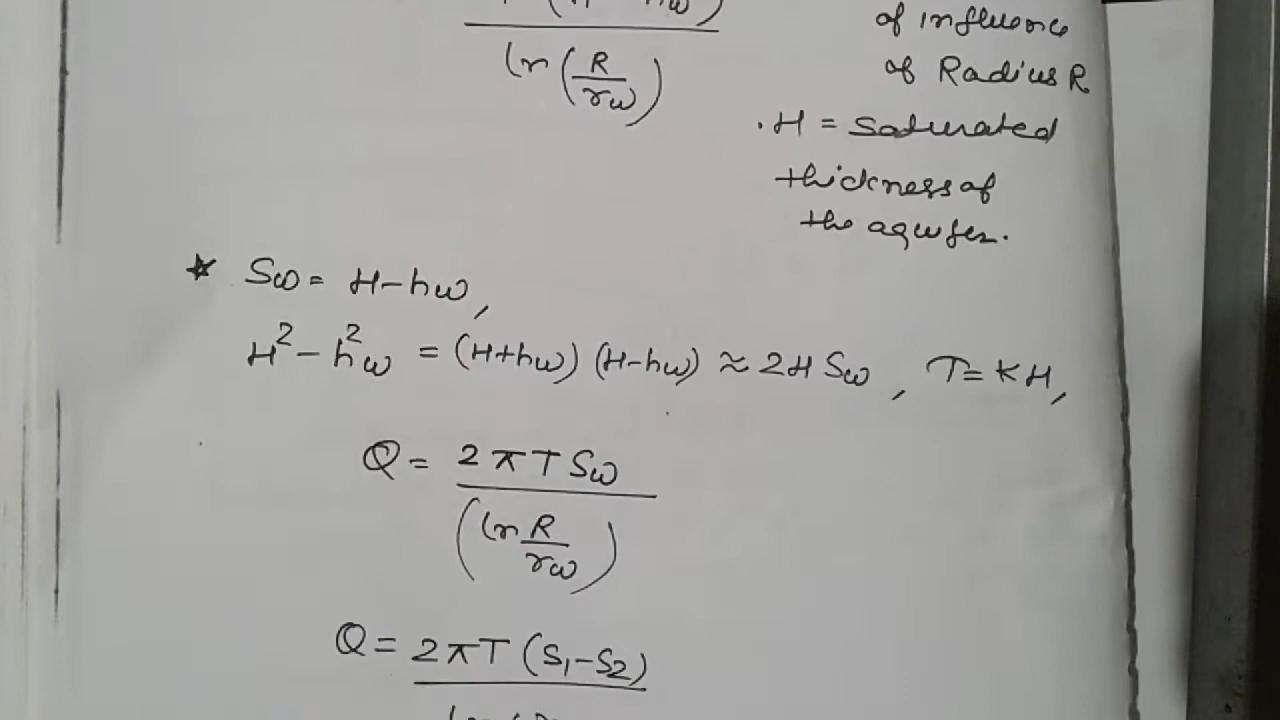 of influence
of Radius R
ln (R/rw)
. H = Saturated
thickness of
the aquifer.
* Sw = H-hw,
H² - h²w = (H+hw) (H-hw) ≈ 2H Sw, T = KH,
Q = 2πT Sw / (ln R/rw)
Q = 2πT (S1-S2)